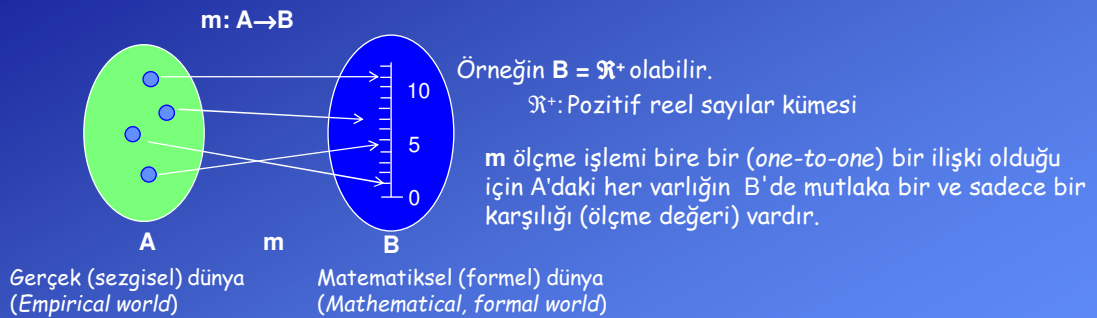 m: A→B
Örneğin B = ℜ⁺ olabilir.
ℜ⁺: Pozitif reel sayılar kümesi
10
5
0
m ölçme işlemi bire bir (one-to-one) bir ilişki olduğu
için A'daki her varlığın B'de mutlaka bir ve sadece bir
karşılığı (ölçme değeri) vardır.
A
m
B
Gerçek (sezgisel) dünya
(Empirical world)
Matematiksel (formel) dünya
(Mathematical, formal world)